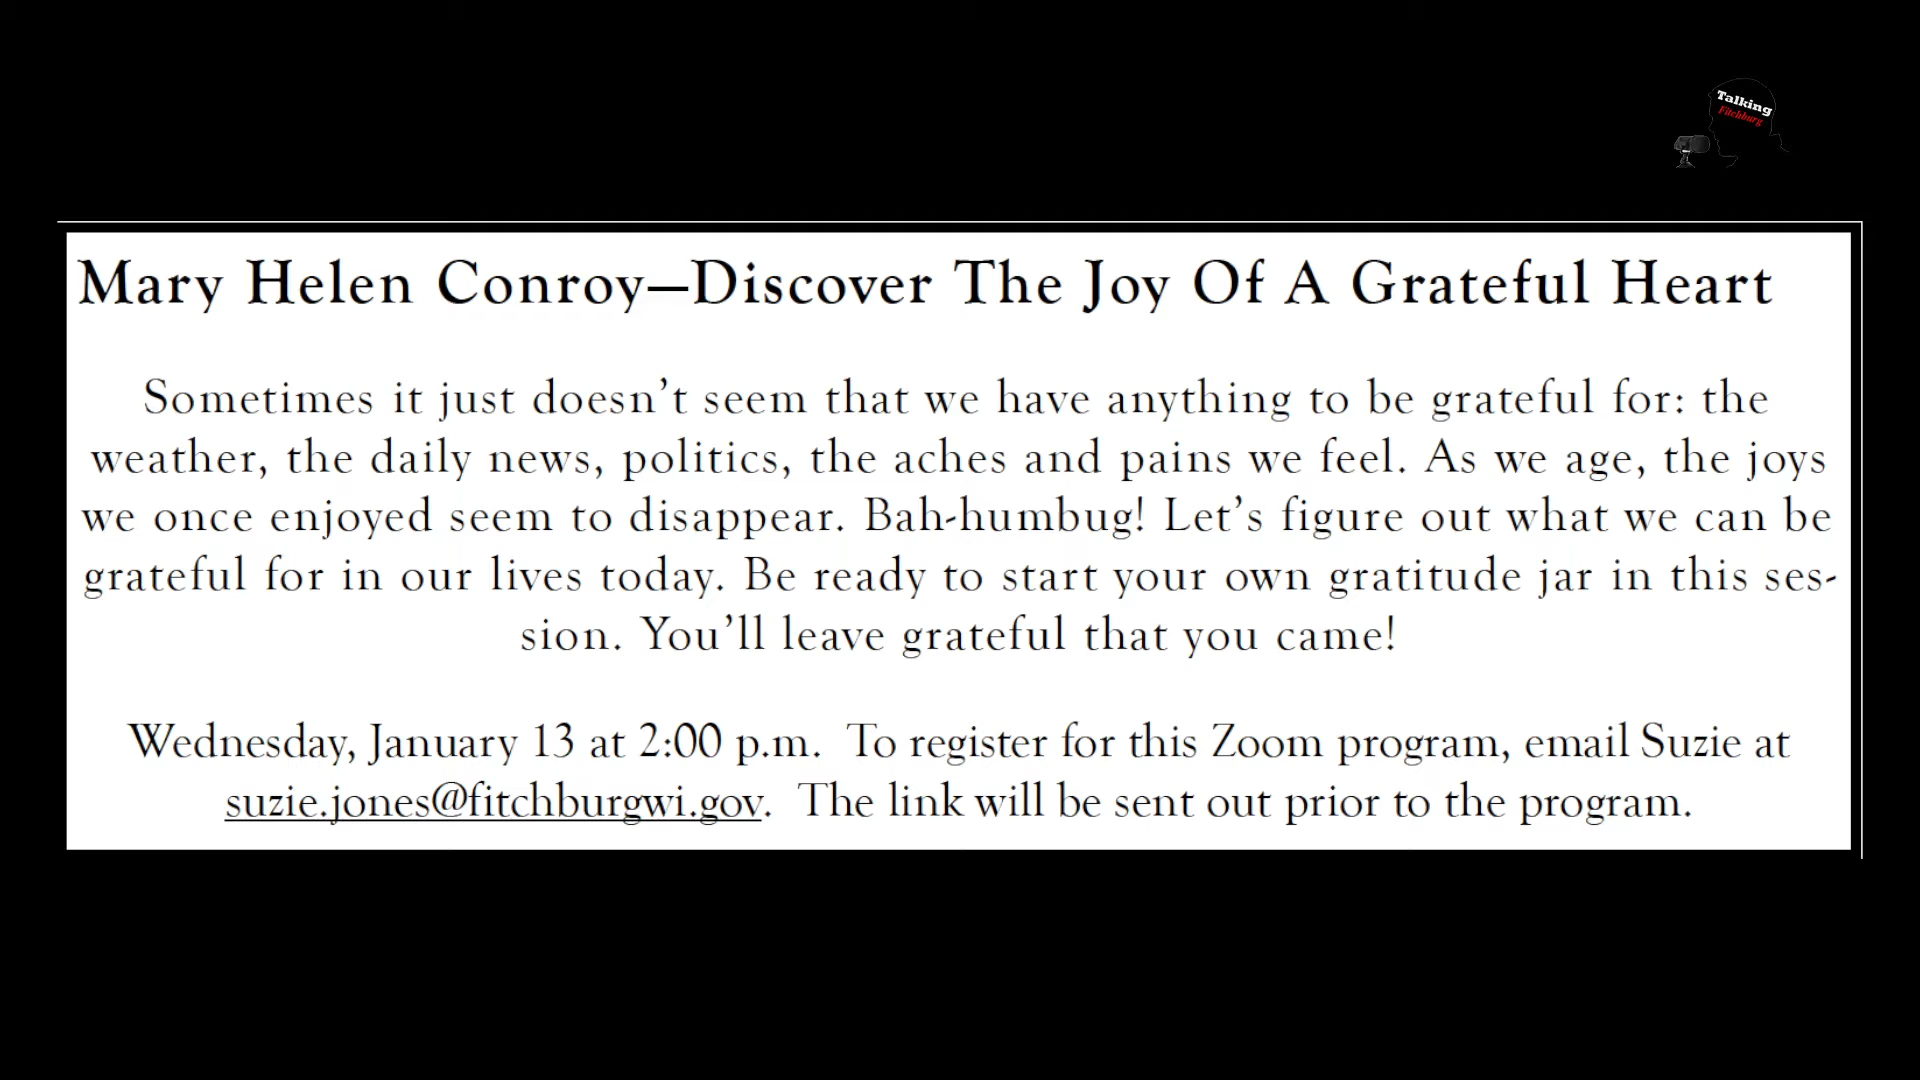 Talking
Fitchburg
Mary Helen Conroy—Discover The Joy Of A Grateful Heart
Sometimes it just doesn’t seem that we have anything to be grateful for: the
weather, the daily news, politics, the aches and pains we feel. As we age, the joys
we once enjoyed seem to disappear. Bah-humbug! Let’s figure out what we can be
grateful for in our lives today. Be ready to start your own gratitude jar in this ses-
sion. You’ll leave grateful that you came!
Wednesday, January 13 at 2:00 p.m. To register for this Zoom program, email Suzie at
suzie.jones@fitchburgwi.gov. The link will be sent out prior to the program.